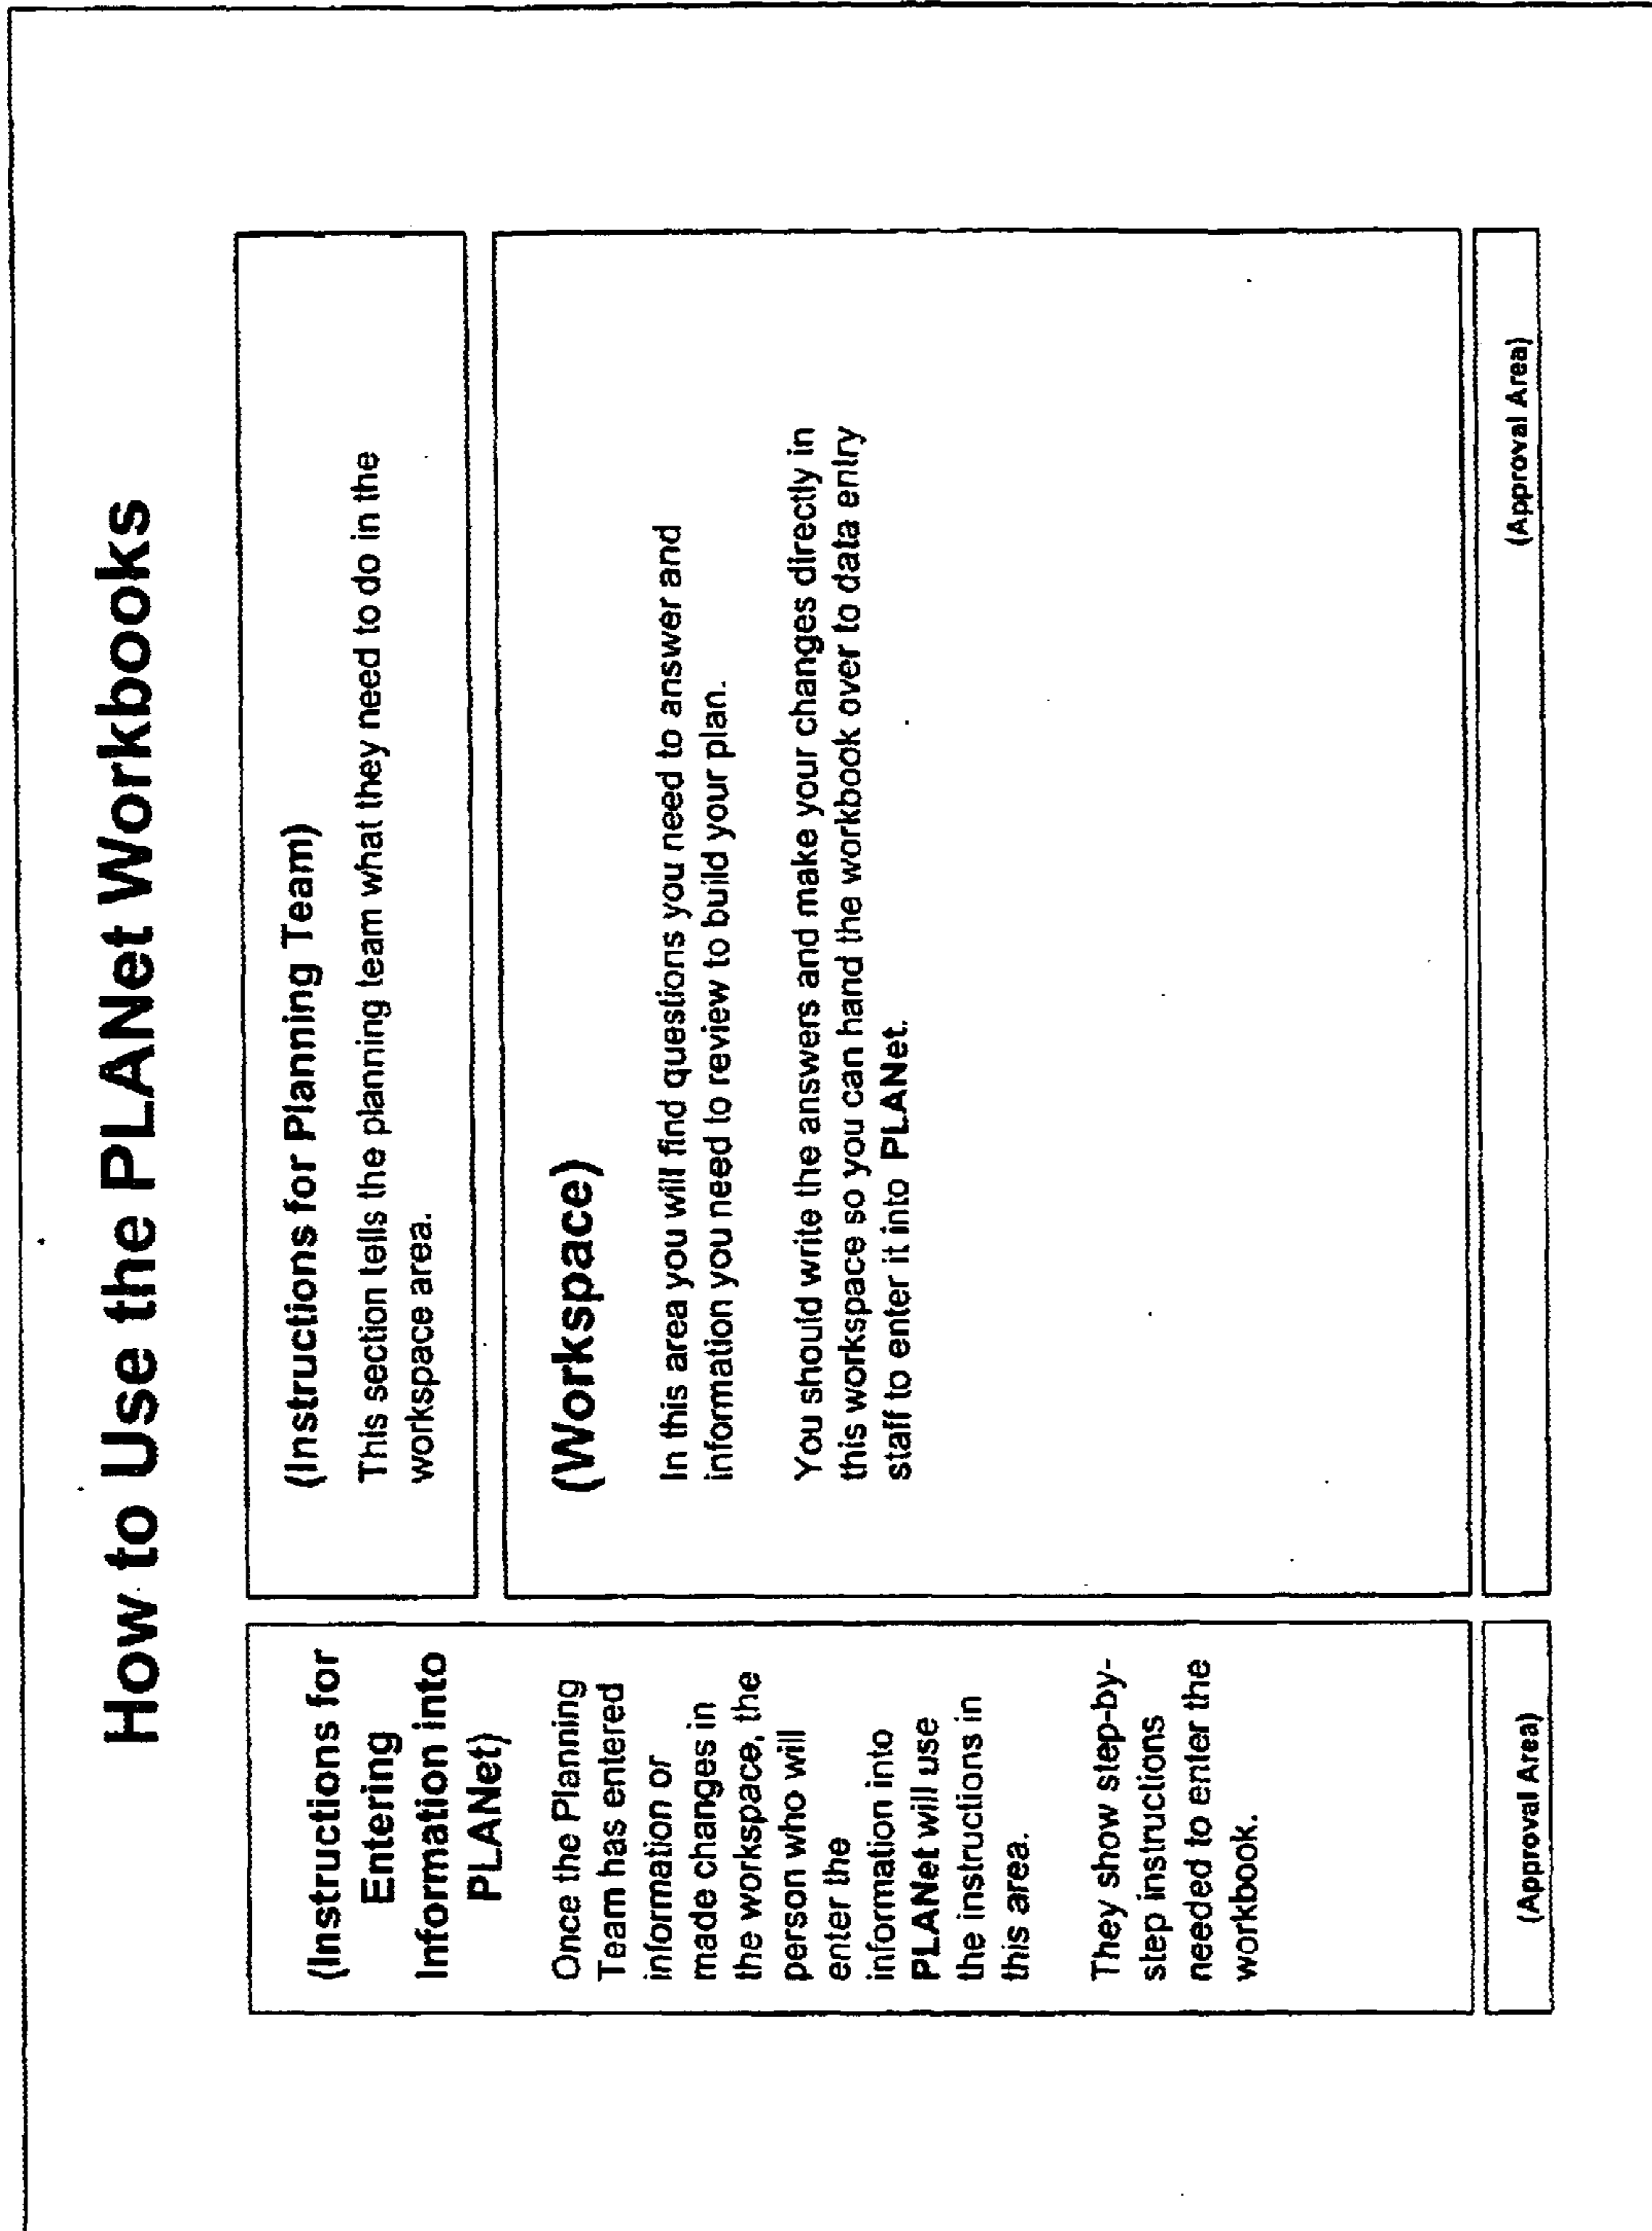 How to Use the PLANet Workbooks
(Instructions for
Entering
Information into
PLANet)
Once the Planning
Team has entered
information or
made changes in
the workspace, the
person who will
enter the
information into
PLANet will use
the instructions in
this area.
They show step-by-
step instructions
needed to enter the
workbook.
(Approval Area)
(Instructions for Planning Team)
This section tells the planning team what they need to do in the
workspace area.
(Workspace)
In this area you will find questions you need to answer and
information you need to review to build your plan.
You should write the answers and make your changes directly in
this workspace so you can hand the workbook over to data entry
staff to enter it into PLANet.
(Approval Area)